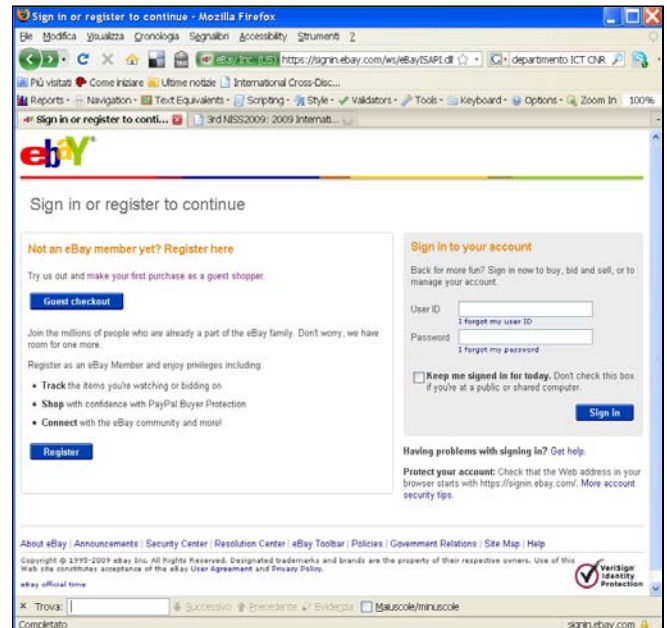 Sign in or register to continue - Mozilla Firefox
File Modifica Visualizza Cronologia Segnalibri Accessibility Strumenti ?
eBay Inc. (US) https://signin.ebay.com/ws/eBayISAPI.dll departimento ICT CNR
Più visitati Come iniziare Ultime notizie International Cross-Disc...
Reports Navigation Text Equivalents Scripting Style Validators Tools Keyboard Options Zoom In 100%
Sign in or register to conti... 3rd NISS2009: 2009 Internati...
ebY
Sign in or register to continue
Not an eBay member yet? Register here
Try us out and make your first purchase as a guest shopper.
Guest checkout
Join the millions of people who are already a part of the eBay family. Don't worry, we have
room for one more.
Register as an eBay Member and enjoy privileges including:
• Track the items you're watching or bidding on
• Shop with confidence with PayPal Buyer Protection
• Connect with the eBay community and more!
Register
Sign in to your account
Back for more fun? Sign in now to buy, bid and sell, or to
manage your account.
User ID
I forgot my user ID
Password
I forgot my password
Keep me signed in for today. Don't check this box
if you're at a public or shared computer.
Sign in
Having problems with signing in? Get help.
Protect your account: Check that the Web address in your
browser starts with https://signin.ebay.com/. More account
security tips.
About eBay | Announcements | Security Center | Resolution Center | eBay Toolbar | Policies | Government Relations | Site Map | Help
Copyright © 1995-2009 eBay Inc. All Rights Reserved. Designated trademarks and brands are the property of their respective owners. Use of this
Web site constitutes acceptance of the eBay User Agreement and Privacy Policy.
eBay official time
VeriSign
Identity
Protection
× Trova: Successivo Precedente Evidenzia Maiuscole/minuscole
Completato signin.ebay.com